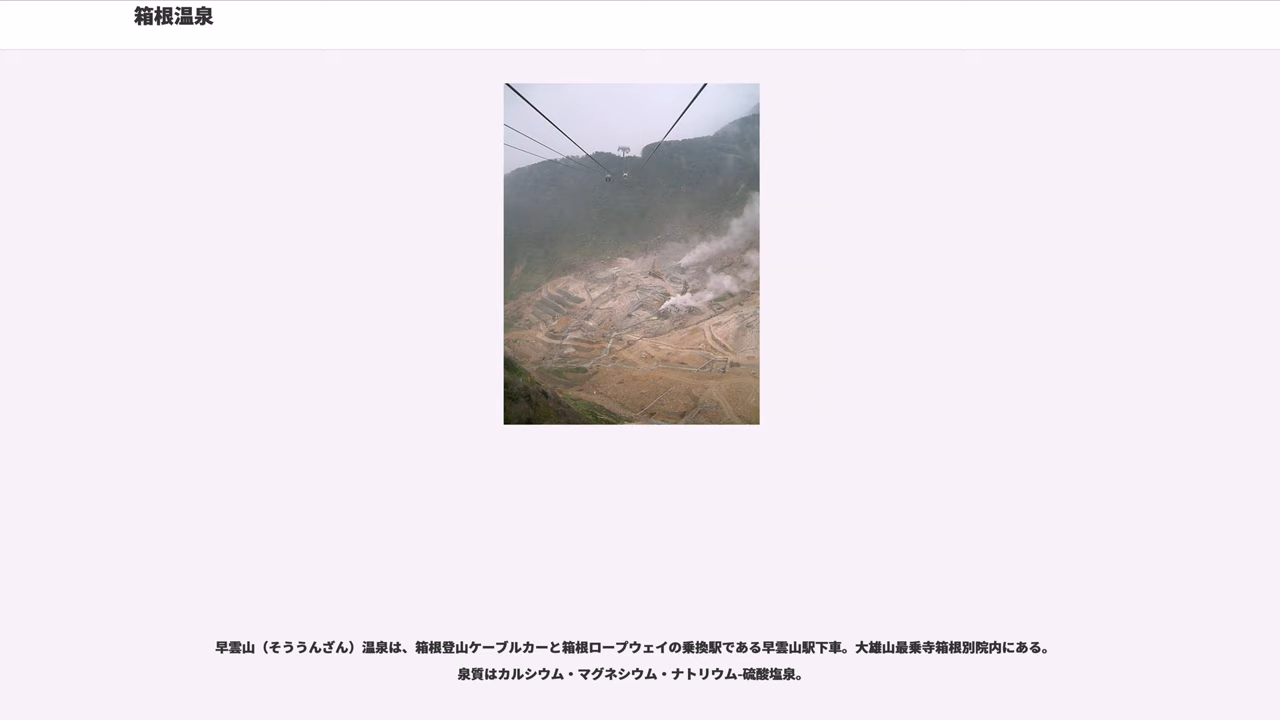 箱根温泉
早雲山（そううんざん）温泉は、箱根登山ケーブルカーと箱根ロープウェイの乗換駅である早雲山駅下車。大雄山最乗寺箱根別院内にある。
泉質はカルシウム・マグネシウム・ナトリウム-硫酸塩泉。